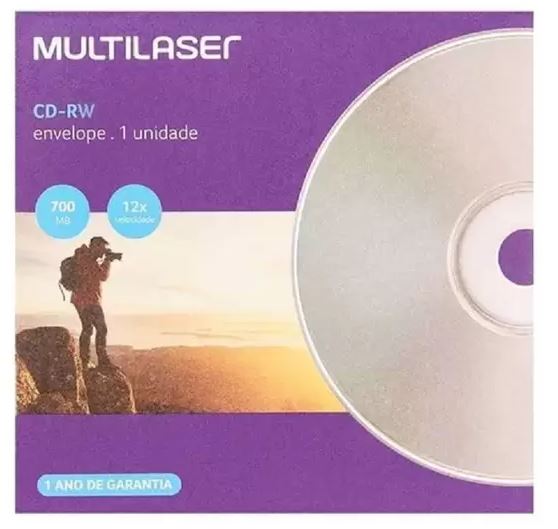 MULTILASER
CD-RW
envelope . 1 unidade
700
MB
12x
velocidade
1 ANO DE GARANTIA